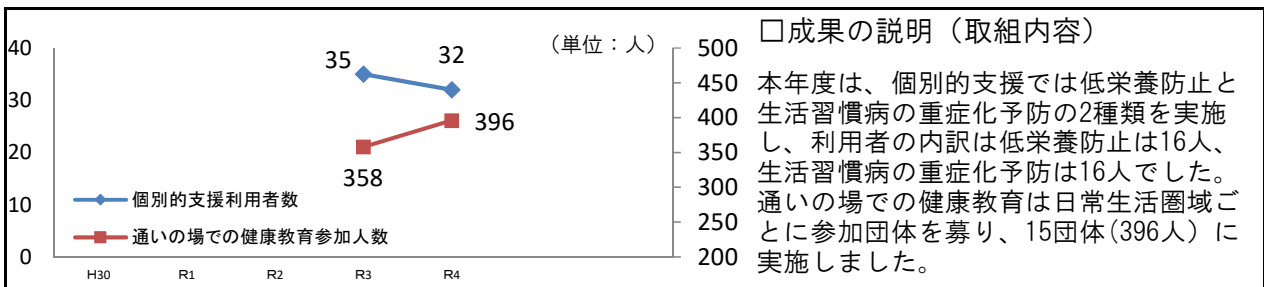 40
30
20
10
0
(単位：人)
35
32
358
396
個別的支援利用者数
通いの場での健康教育参加人数
H30 R1 R2 R3 R4
500
450
400
350
300
250
200
□成果の説明（取組内容）
本年度は、個別的支援では低栄養防止と
生活習慣病の重症化予防の2種類を実施
し、利用者の内訳は低栄養防止は16人、
生活習慣病の重症化予防は16人でした。
通いの場での健康教育は日常生活圏域ご
とに参加団体を募り、15団体(396人）に
実施しました。